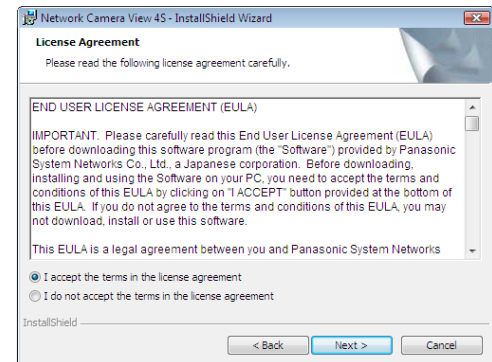 Network Camera View 4S - InstallShield Wizard
License Agreement
Please read the following license agreement carefully.
END USER LICENSE AGREEMENT (EULA)
IMPORTANT.  Please carefully read this End User License Agreement (EULA)
before downloading this software program (the "Software") provided by Panasonic
System Networks Co., Ltd., a Japanese corporation.  Before downloading,
installing and using the Software on your PC, you need to accept the terms and
conditions of this EULA by clicking on "I ACCEPT" button provided at the bottom of
this EULA.  If you do not agree to the terms and conditions of this EULA, you may
not download, install or use this software.
This EULA is a legal agreement between you and Panasonic System Networks
I accept the terms in the license agreement
I do not accept the terms in the license agreement
InstallShield
< Back
Next >
Cancel